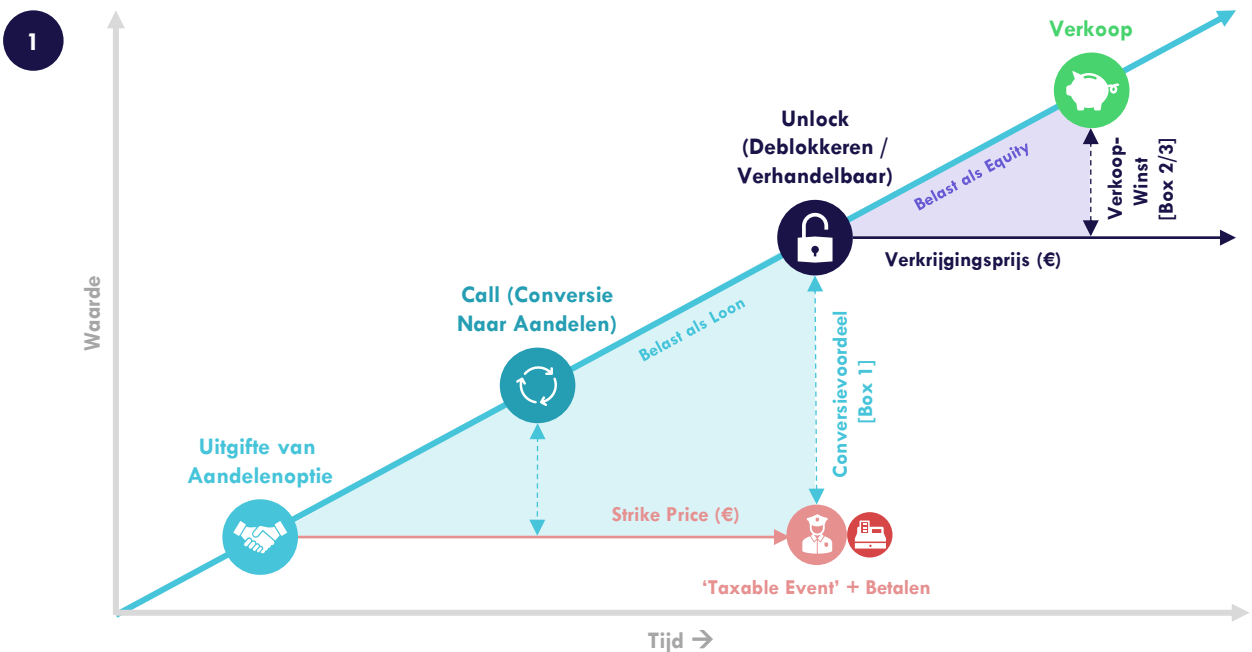 1
Verkoop
Unlock
(Deblokkeren /
Verhandelbaar)
Belast als Equity
Verkoop-
Winst
[Box 2/3]
Verkrijgingsprijs (€)
Call (Conversie
Naar Aandelen)
Belast als Loon
Conversievoordeel
[Box 1]
Waarde
Uitgifte van
Aandelenoptie
Strike Price (€)
‘Taxable Event’ + Betalen
Tijd →